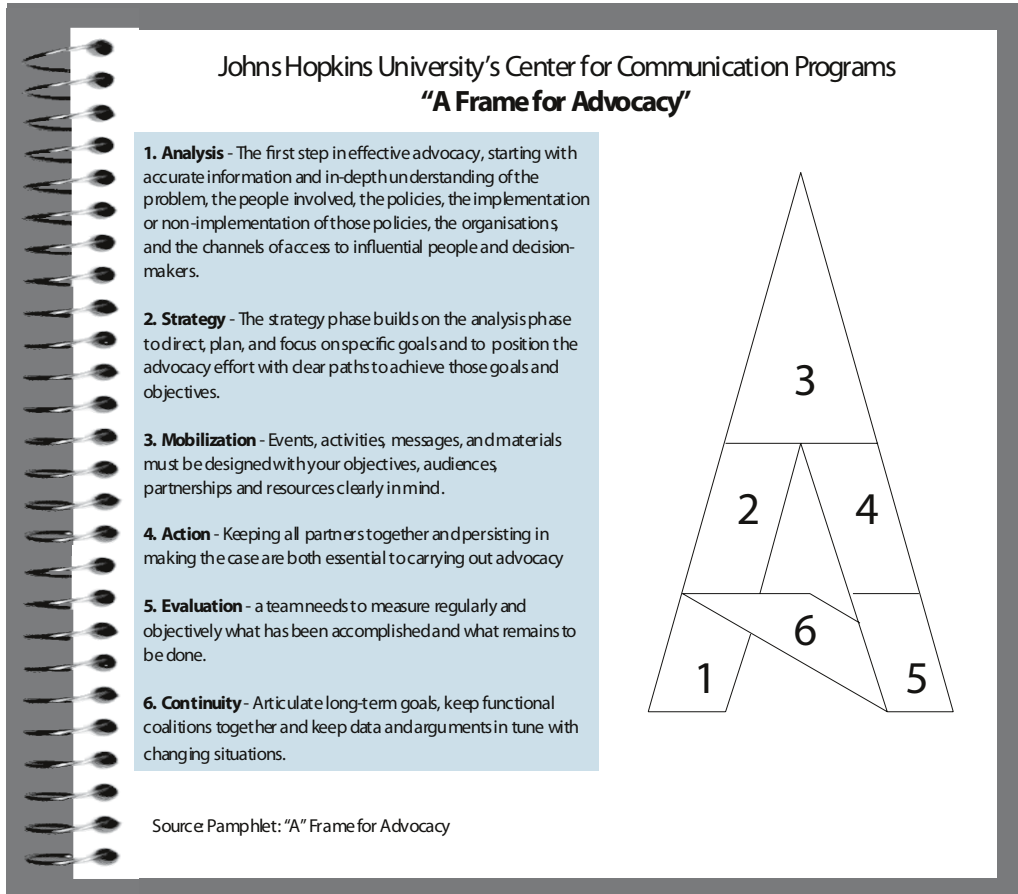 Johns Hopkins University's Center for Communication Programs
“A Frame for Advocacy”
1. Analysis - The first step in effective advocacy, starting with
accurate information and in-depth understanding of the
problem, the people involved, the policies, the implementation
or non-implementation of those policies, the organisations,
and the channels of access to influential people and decision-
makers.
2. Strategy - The strategy phase builds on the analysis phase
to direct, plan, and focus on specific goals and to position the
advocacy effort with clear paths to achieve those goals and
objectives.
3. Mobilization - Events, activities, messages, and materials
must be designed with your objectives, audiences,
partnerships and resources clearly in mind.
4. Action - Keeping all partners together and persisting in
making the case are both essential to carrying out advocacy
5. Evaluation - a team needs to measure regularly and
objectively what has been accomplished and what remains to
be done.
6. Continuity - Articulate long-term goals, keep functional
coalitions together and keep data and arguments in tune with
changing situations.
Source: Pamphlet: “A” Frame for Advocacy
3
2
4
6
1
5